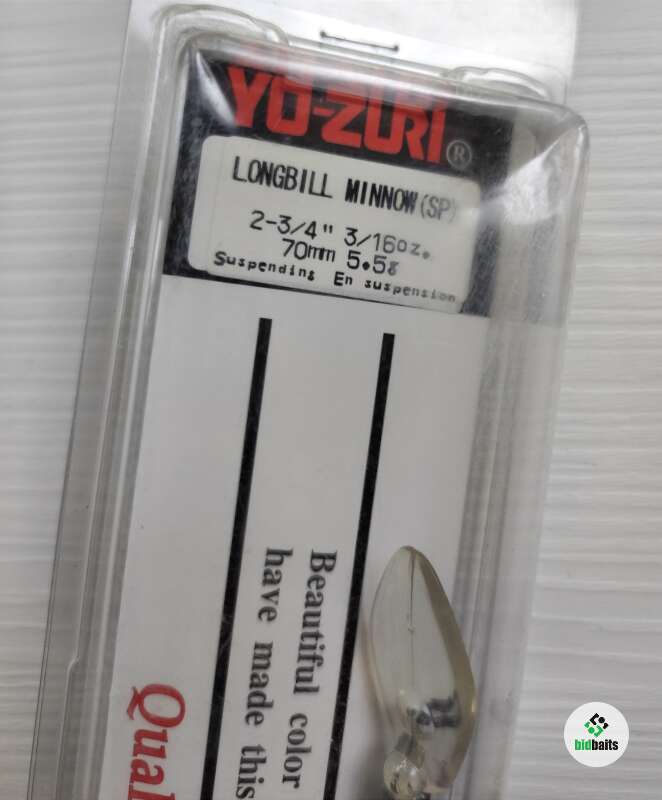 YO-ZURI®
LONGBILL MINNOW(SP)
2-3/4" 3/16oz.
70mm 5.5g
Suspending En suspension
Beautiful color
have made this
Qual
bidbaits